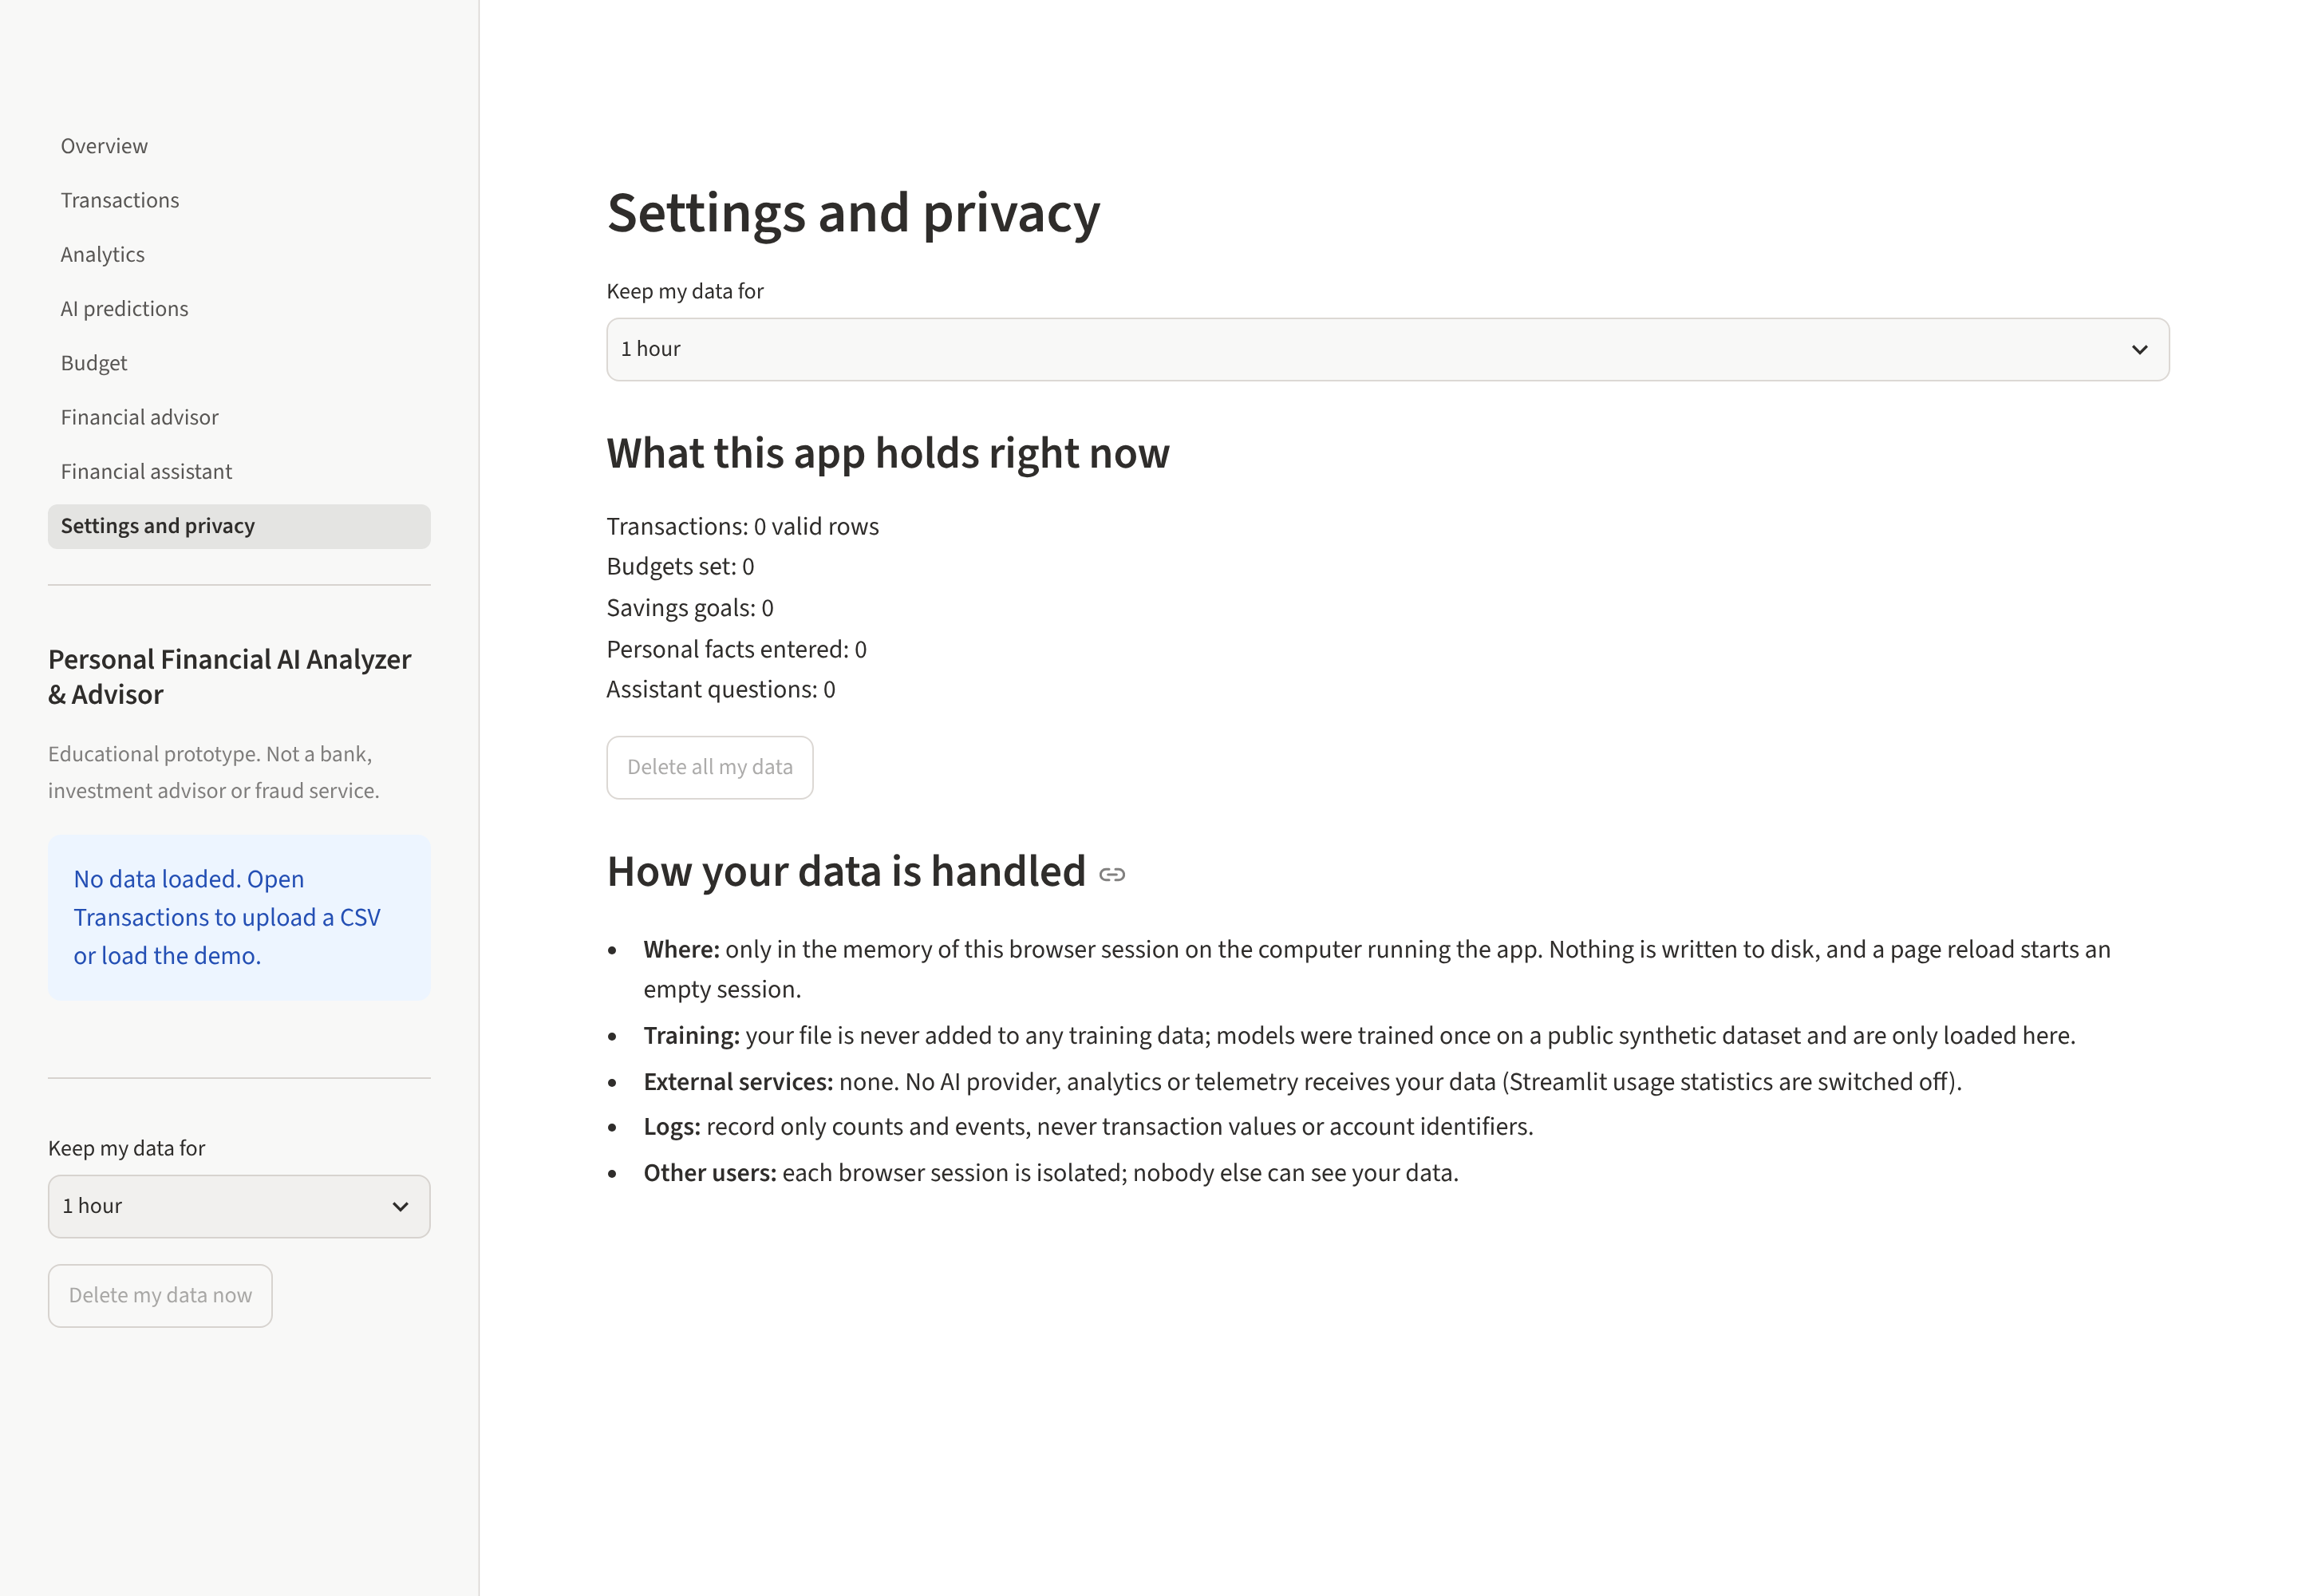 Overview
Transactions
Analytics
AI predictions
Budget
Financial advisor
Financial assistant
Settings and privacy
Personal Financial AI Analyzer
& Advisor
Educational prototype. Not a bank,
investment advisor or fraud service.
No data loaded. Open
Transactions to upload a CSV
or load the demo.
Keep my data for
1 hour
Delete my data now
Settings and privacy
Keep my data for
1 hour
What this app holds right now
Transactions: 0 valid rows
Budgets set: 0
Savings goals: 0
Personal facts entered: 0
Assistant questions: 0
Delete all my data
How your data is handled
• Where: only in the memory of this browser session on the computer running the app. Nothing is written to disk, and a page reload starts an
empty session.
• Training: your file is never added to any training data; models were trained once on a public synthetic dataset and are only loaded here.
• External services: none. No AI provider, analytics or telemetry receives your data (Streamlit usage statistics are switched off).
• Logs: record only counts and events, never transaction values or account identifiers.
• Other users: each browser session is isolated; nobody else can see your data.